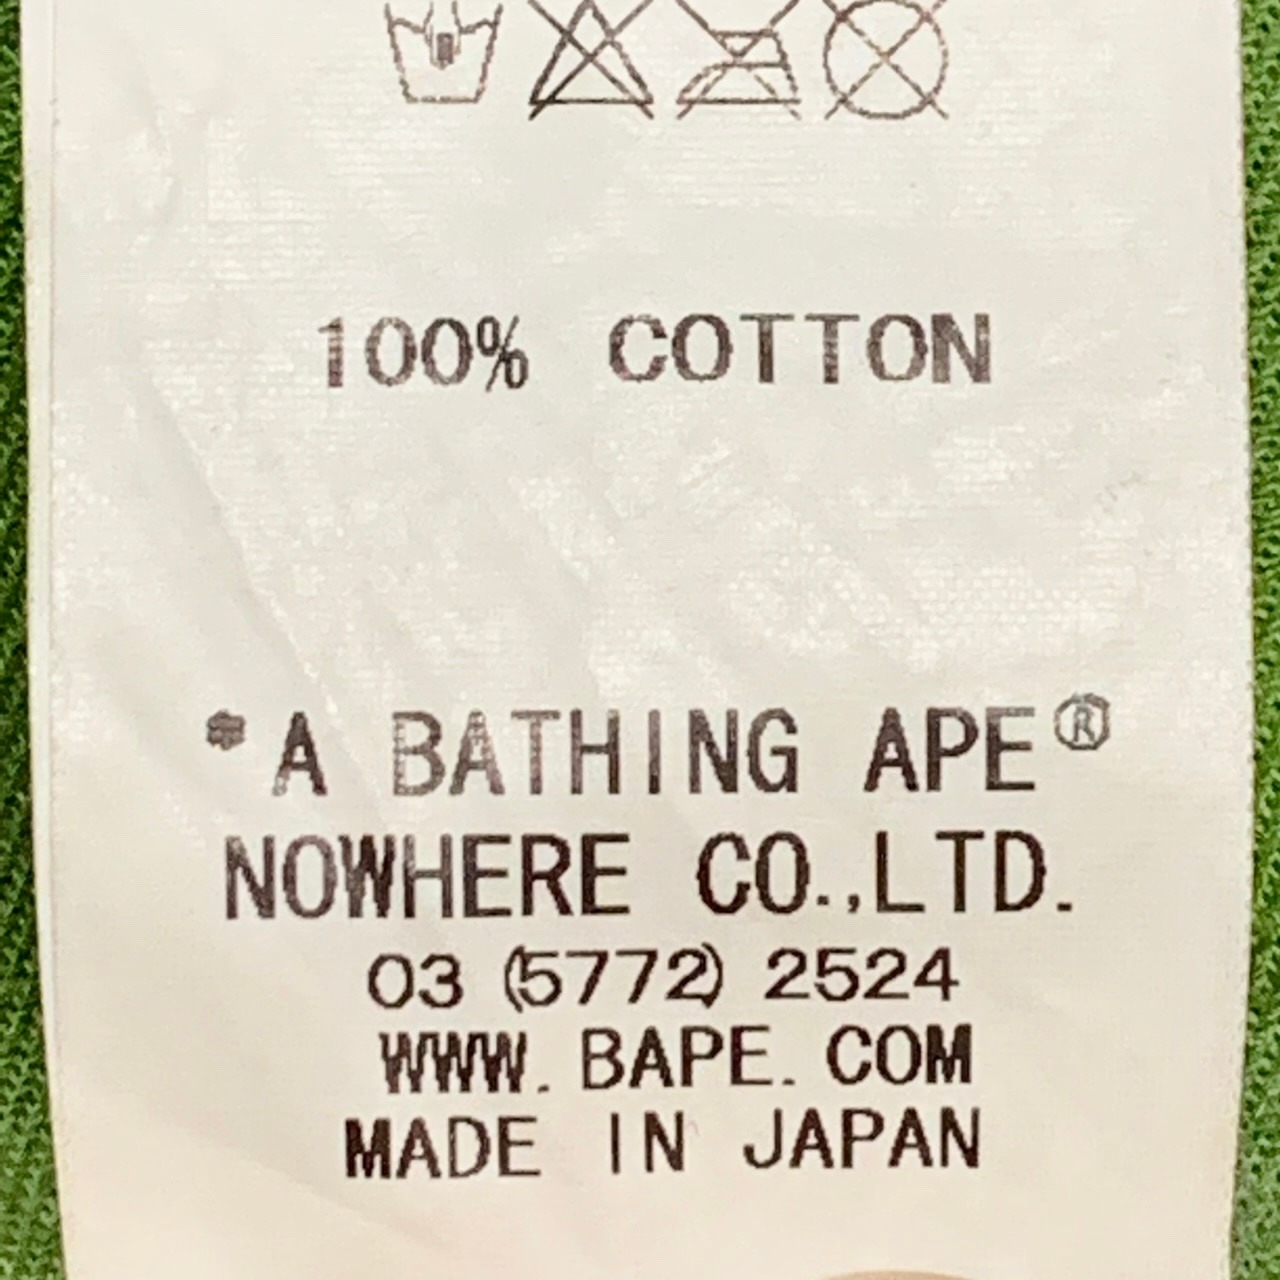 100% COTTON
*A BATHING APE®
NOWHERE CO.,LTD.
03 (5772) 2524
WWW. BAPE. COM
MADE IN JAPAN